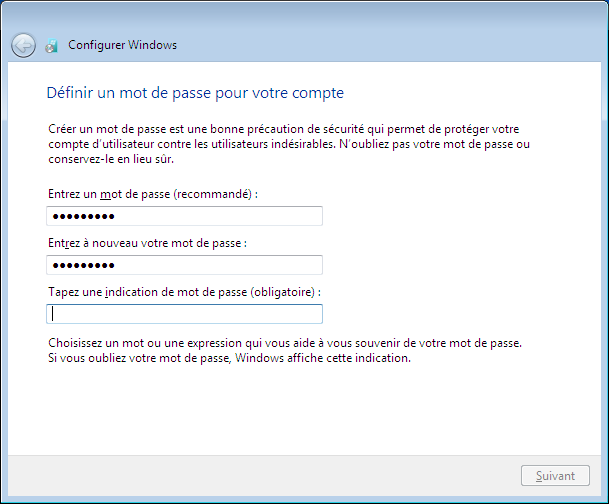 Configurer Windows
Définir un mot de passe pour votre compte
Créer un mot de passe est une bonne précaution de sécurité qui permet de protéger votre
compte d'utilisateur contre les utilisateurs indésirables. N'oubliez pas votre mot de passe ou
conservez-le en lieu sûr.
Entrez un mot de passe (recommandé) :
●●●●●●●●●
Entrez à nouveau votre mot de passe :
●●●●●●●●●
Tapez une indication de mot de passe (obligatoire) :
Choisissez un mot ou une expression qui vous aide à vous souvenir de votre mot de passe.
Si vous oubliez votre mot de passe, Windows affiche cette indication.
Suivant